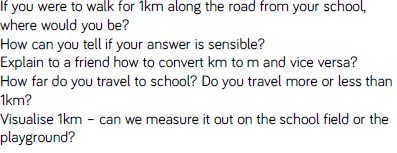 If you were to walk for 1km along the road from your school,
where would you be?
How can you tell if your answer is sensible?
Explain to a friend how to convert km to m and vice versa?
How far do you travel to school? Do you travel more or less than
1km?
Visualise 1km – can we measure it out on the school field or the
playground?